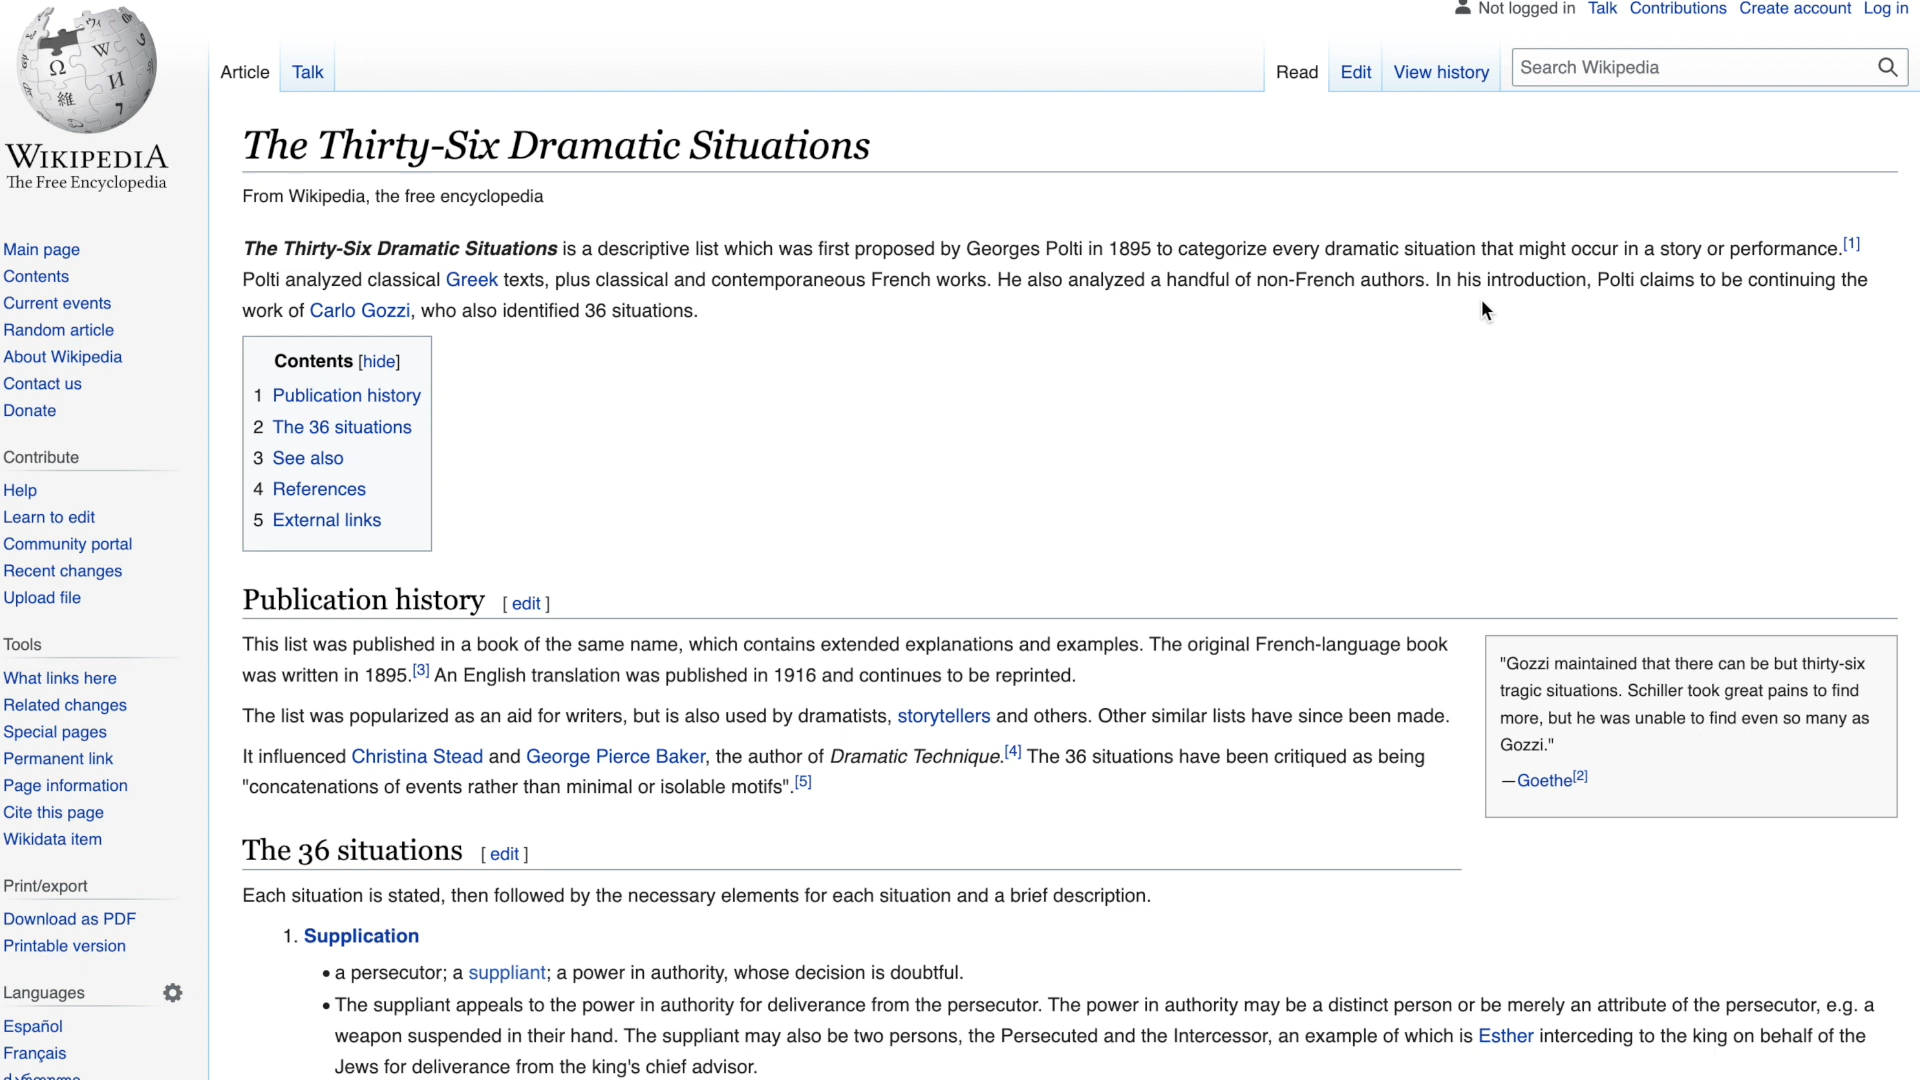 Not logged in Talk Contributions Create account Log in
Article Talk Read Edit View history Search Wikipedia
WIKIPEDIA
The Free Encyclopedia
Main page
Contents
Current events
Random article
About Wikipedia
Contact us
Donate
Contribute
Help
Learn to edit
Community portal
Recent changes
Upload file
Tools
What links here
Related changes
Special pages
Permanent link
Page information
Cite this page
Wikidata item
Print/export
Download as PDF
Printable version
Languages
Español
Français
The Thirty-Six Dramatic Situations
From Wikipedia, the free encyclopedia
The Thirty-Six Dramatic Situations is a descriptive list which was first proposed by Georges Polti in 1895 to categorize every dramatic situation that might occur in a story or performance.[1]
Polti analyzed classical Greek texts, plus classical and contemporaneous French works. He also analyzed a handful of non-French authors. In his introduction, Polti claims to be continuing the
work of Carlo Gozzi, who also identified 36 situations.
Contents [hide]
1 Publication history
2 The 36 situations
3 See also
4 References
5 External links
Publication history [ edit ]
This list was published in a book of the same name, which contains extended explanations and examples. The original French-language book
was written in 1895.[3] An English translation was published in 1916 and continues to be reprinted.
The list was popularized as an aid for writers, but is also used by dramatists, storytellers and others. Other similar lists have since been made.
It influenced Christina Stead and George Pierce Baker, the author of Dramatic Technique.[4] The 36 situations have been critiqued as being
"concatenations of events rather than minimal or isolable motifs".[5]
"Gozzi maintained that there can be but thirty-six
tragic situations. Schiller took great pains to find
more, but he was unable to find even so many as
Gozzi."
—Goethe[2]
The 36 situations [ edit ]
Each situation is stated, then followed by the necessary elements for each situation and a brief description.
1. Supplication
• a persecutor; a suppliant; a power in authority, whose decision is doubtful.
• The suppliant appeals to the power in authority for deliverance from the persecutor. The power in authority may be a distinct person or be merely an attribute of the persecutor, e.g. a
weapon suspended in their hand. The suppliant may also be two persons, the Persecuted and the Intercessor, an example of which is Esther interceding to the king on behalf of the
Jews for deliverance from the king's chief advisor.